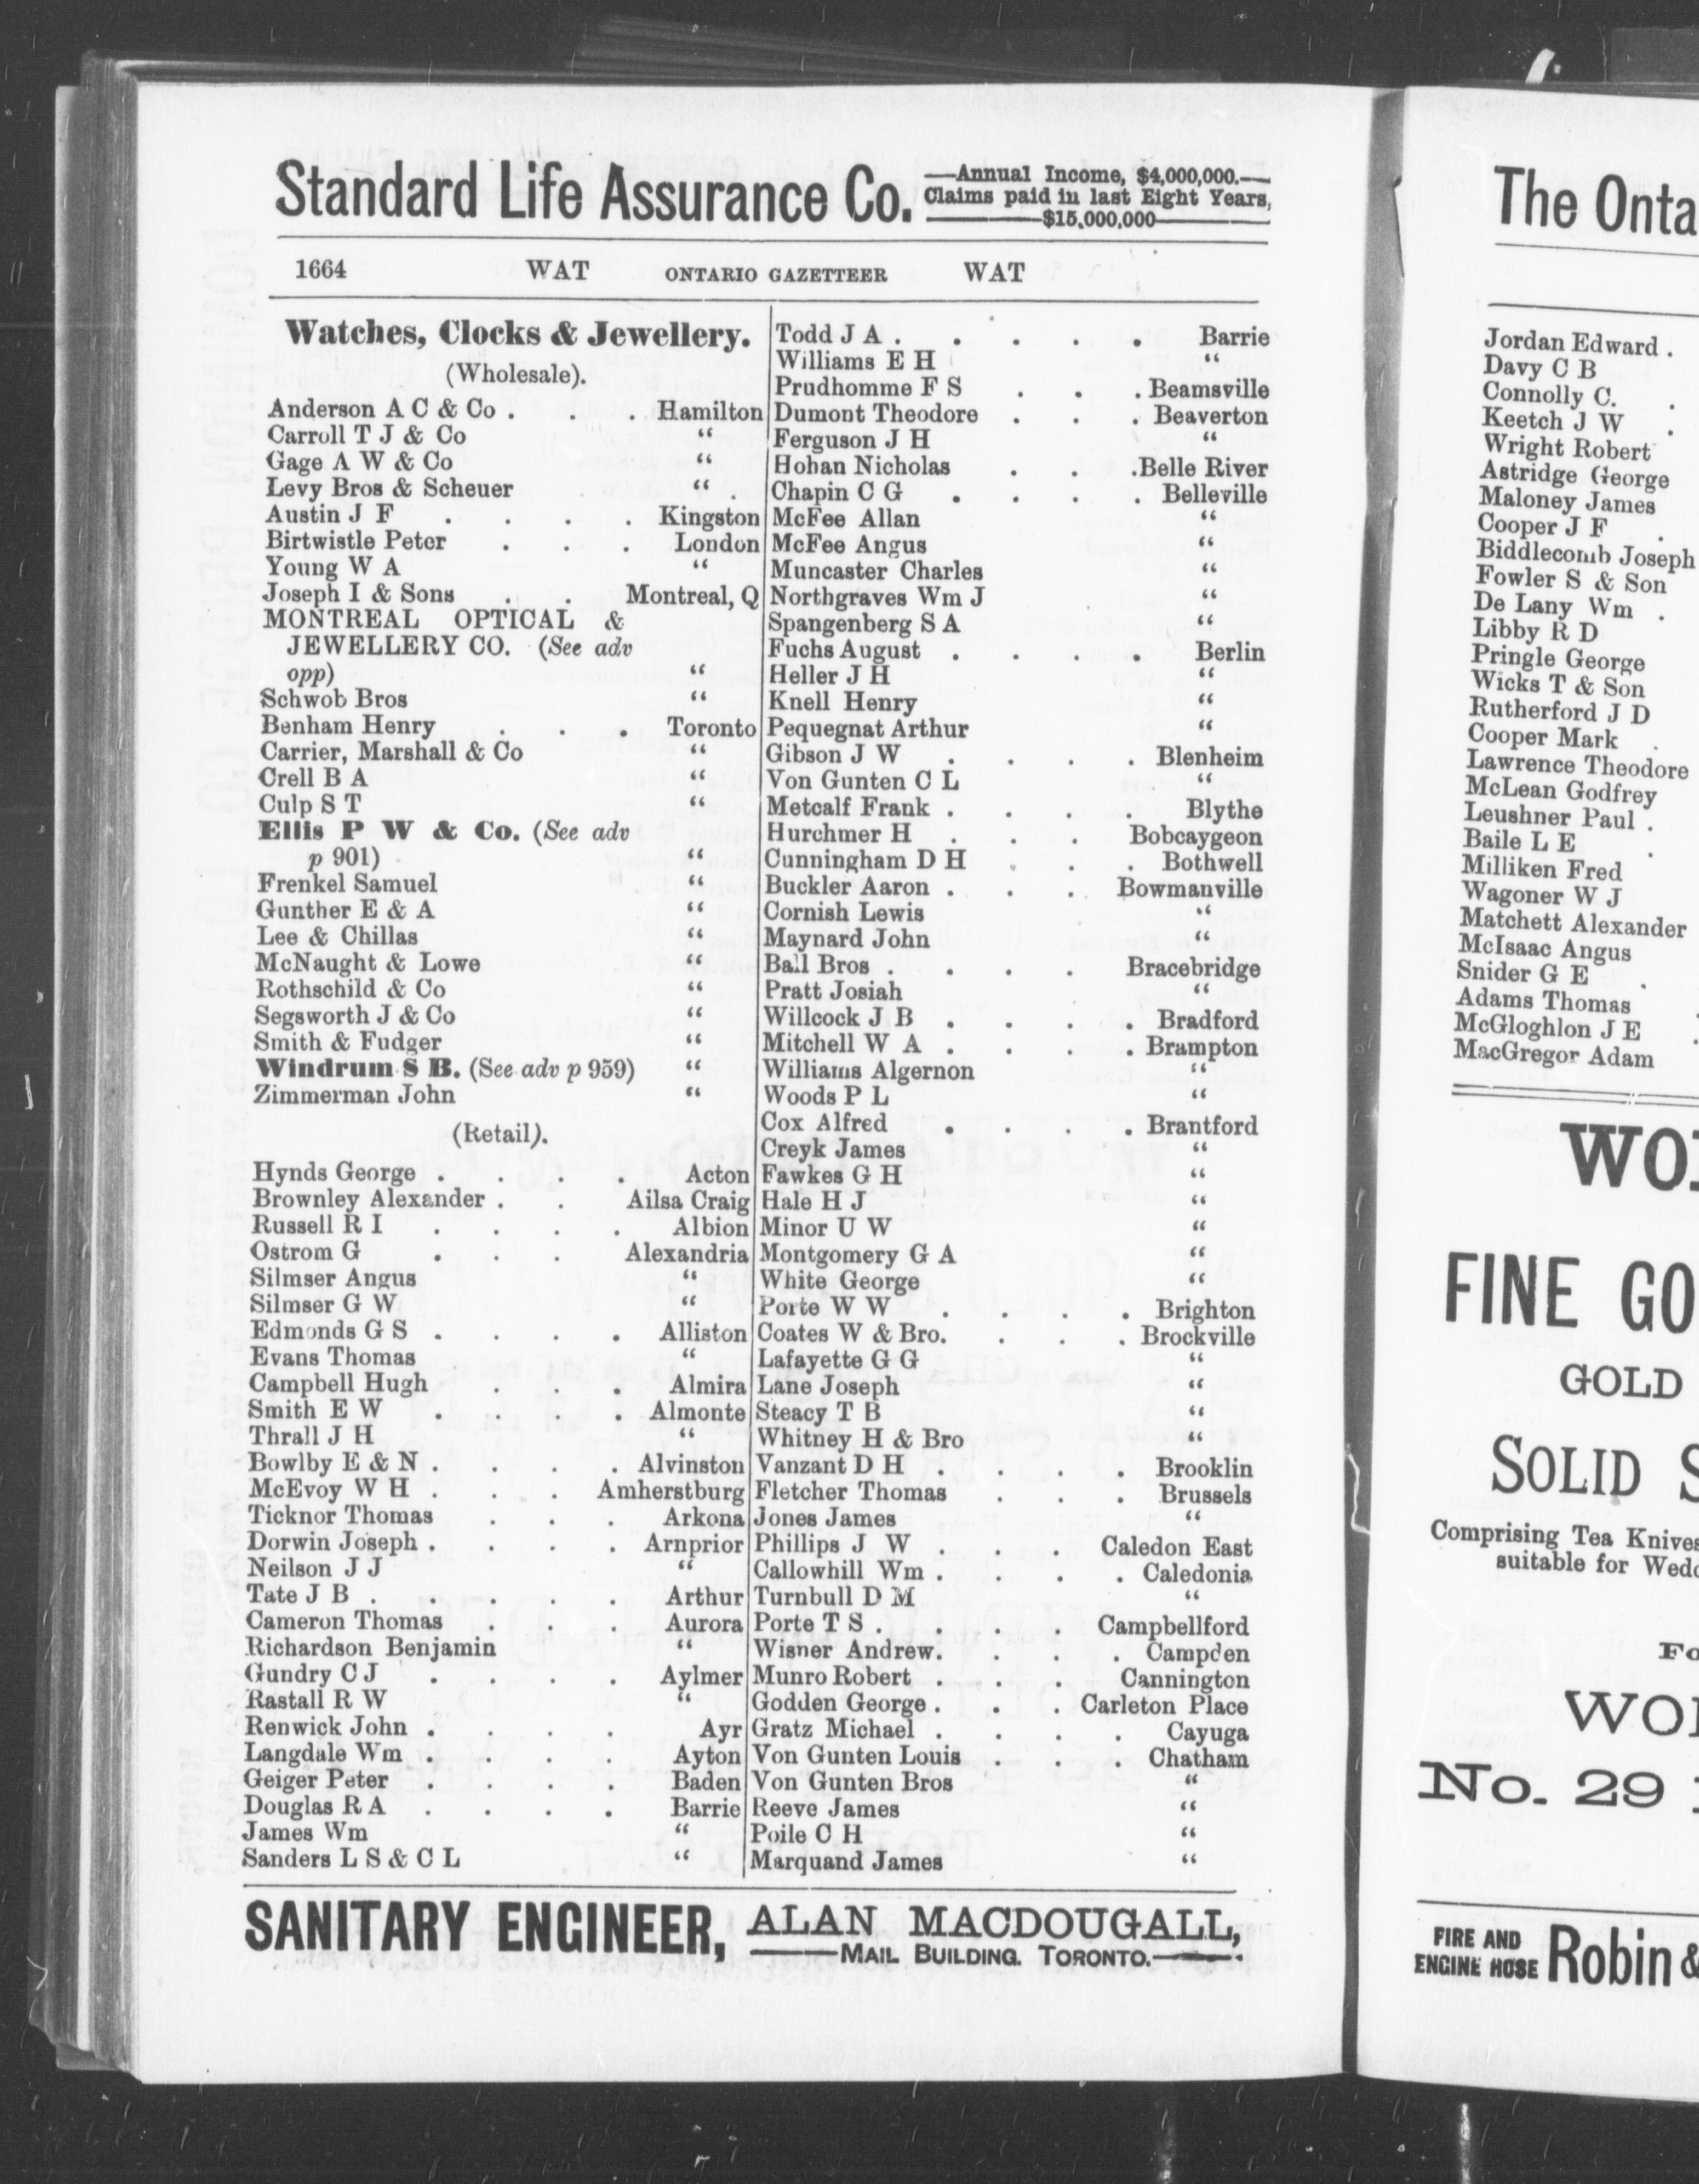 Standard Life Assurance Co.
—Annual Income, $4,000,000.—
Claims paid in last Eight Years,
$15,000,000
1664 WAT ONTARIO GAZETTEER WAT
Watches, Clocks & Jewellery.
(Wholesale).
Anderson A C & Co . . . Hamilton
Carroll T J & Co “
Gage A W & Co “
Levy Bros & Scheuer “ .
Austin J F . . . . Kingston
Birtwistle Peter . . . London
Young W A “
Joseph I & Sons . . Montreal, Q
MONTREAL OPTICAL &
JEWELLERY CO. (See adv
opp) “
Schwob Bros “
Benham Henry . . . Toronto
Carrier, Marshall & Co “
Crell B A “
Culp S T “
Ellis P W & Co. (See adv
p 901) “
Frenkel Samuel “
Gunther E & A “
Lee & Chillas “
McNaught & Lowe “
Rothschild & Co “
Segsworth J & Co “
Smith & Fudger “
Windrum S B. (See adv p 959) “
Zimmerman John “
(Retail).
Hynds George . . . . Acton
Brownley Alexander . . Ailsa Craig
Russell R I . . . . Albion
Ostrom G . . . Alexandria
Silmser Angus “
Silmser G W “
Edmonds G S . . . . Alliston
Evans Thomas “
Campbell Hugh . . . Almira
Smith E W . . . . Almonte
Thrall J H “
Bowlby E & N . . . . Alvinston
McEvoy W H . . . Amherstburg
Ticknor Thomas . . . Arkona
Dorwin Joseph . . . . Arnprior
Neilson J J “
Tate J B . . . . . Arthur
Cameron Thomas . . . Aurora
Richardson Benjamin “
Gundry C J . . . . Aylmer
Rastall R W “
Renwick John . . . . Ayr
Langdale Wm . . . . Ayton
Geiger Peter . . . . Baden
Douglas R A . . . . Barrie
James Wm “
Sanders L S & C L “
Todd J A . . . . . Barrie
Williams E H “
Prudhomme F S . . . Beamsville
Dumont Theodore . . . Beaverton
Ferguson J H “
Hohan Nicholas . . . Belle River
Chapin C G . . . . Belleville
McFee Allan “
McFee Angus “
Muncaster Charles “
Northgraves Wm J “
Spangenberg S A “
Fuchs August . . . . Berlin
Heller J H “
Knell Henry “
Pequegnat Arthur “
Gibson J W . . . . Blenheim
Von Gunten C L “
Metcalf Frank . . . . Blythe
Hurchmer H . . . Bobcaygeon
Cunningham D H . . . Bothwell
Buckler Aaron . . . Bowmanville
Cornish Lewis “
Maynard John “
Ball Bros . . . . Bracebridge
Pratt Josiah “
Willcock J B . . . . Bradford
Mitchell W A . . . . Brampton
Williams Algernon “
Woods P L “
Cox Alfred . . . . Brantford
Creyk James “
Fawkes G H “
Hale H J “
Minor U W “
Montgomery G A “
White George “
Porte W W . . . . Brighton
Coates W & Bro. . . . Brockville
Lafayette G G “
Lane Joseph “
Steacy T B “
Whitney H & Bro “
Vanzant D H . . . . Brooklin
Fletcher Thomas . . . Brussels
Jones James “
Phillips J W . . . Caledon East
Callowhill Wm . . . . Caledonia
Turnbull D M “
Porte T S . . . . Campbellford
Wisner Andrew. . . . Campden
Munro Robert . . . Cannington
Godden George . . . Carleton Place
Gratz Michael . . . . Cayuga
Von Gunten Louis . . . Chatham
Von Gunten Bros “
Reeve James “
Poile C H “
Marquand James “
SANITARY ENGINEER, ALAN MACDOUGALL,
MAIL BUILDING. TORONTO.
The Onta
Jordan Edward .
Davy C B
Connolly C. .
Keetch J W .
Wright Robert
Astridge George
Maloney James
Cooper J F .
Biddlecomb Joseph
Fowler S & Son
De Lany Wm .
Libby R D
Pringle George
Wicks T & Son
Rutherford J D
Cooper Mark .
Lawrence Theodore
McLean Godfrey
Leushner Paul .
Baile L E .
Milliken Fred
Wagoner W J
Matchett Alexander
McIsaac Angus
Snider G E .
Adams Thomas .
McGloghlon J E .
MacGregor Adam
FINE GO
GOLD
SOLID S
Comprising Tea Knives
suitable for Wedd
Fo
No. 29
FIRE AND
ENGINE HOSE Robin &